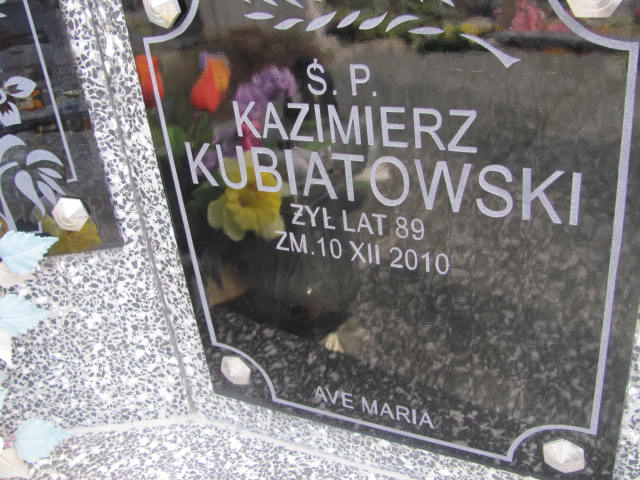 Ś. P.
KAZIMIERZ
KUBIATOWSKI
ŻYŁ LAT 89
ZM.10 XII 2010
AVE MARIA